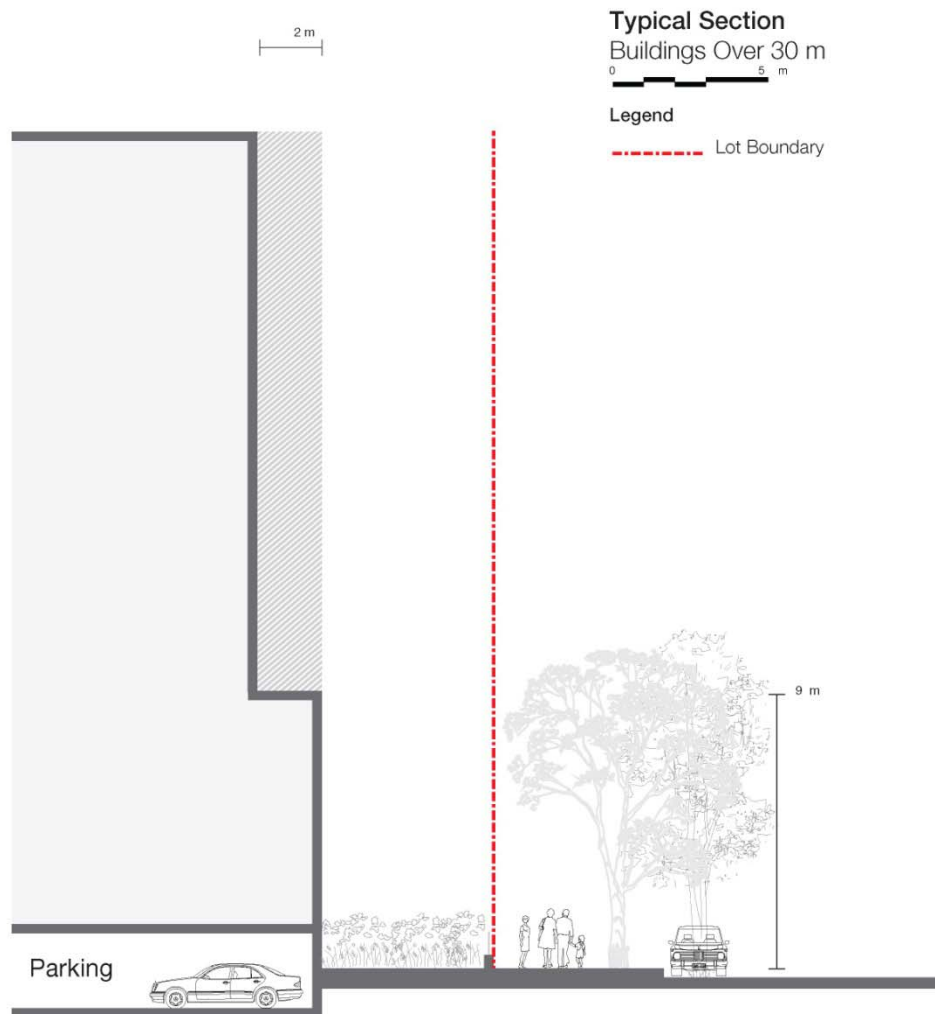 2 m
Typical Section
Buildings Over 30 m
0 5 m
Legend
Lot Boundary
9 m
Parking